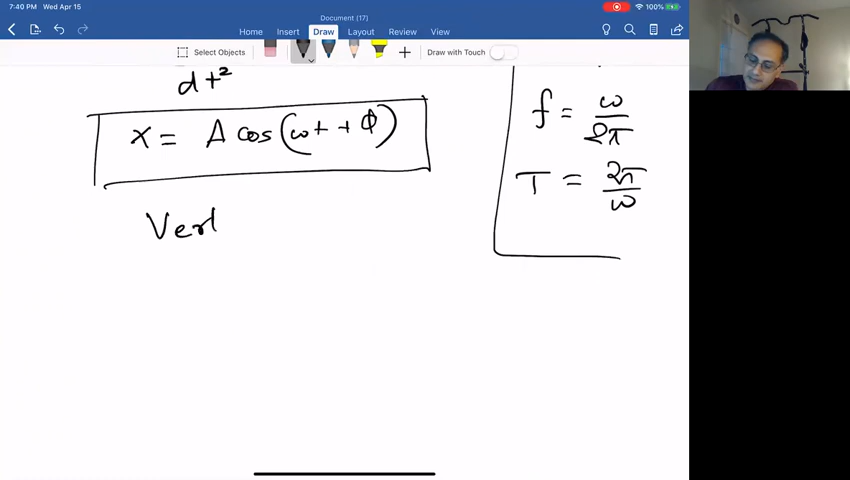 7:40 PM Wed Apr 15
100%
Document (17)
Home Insert Draw Layout Review View
Select Objects
Draw with Touch
dt²
x = A cos(ωt + φ)
f = ω/2π
T = 2π/ω
Vert